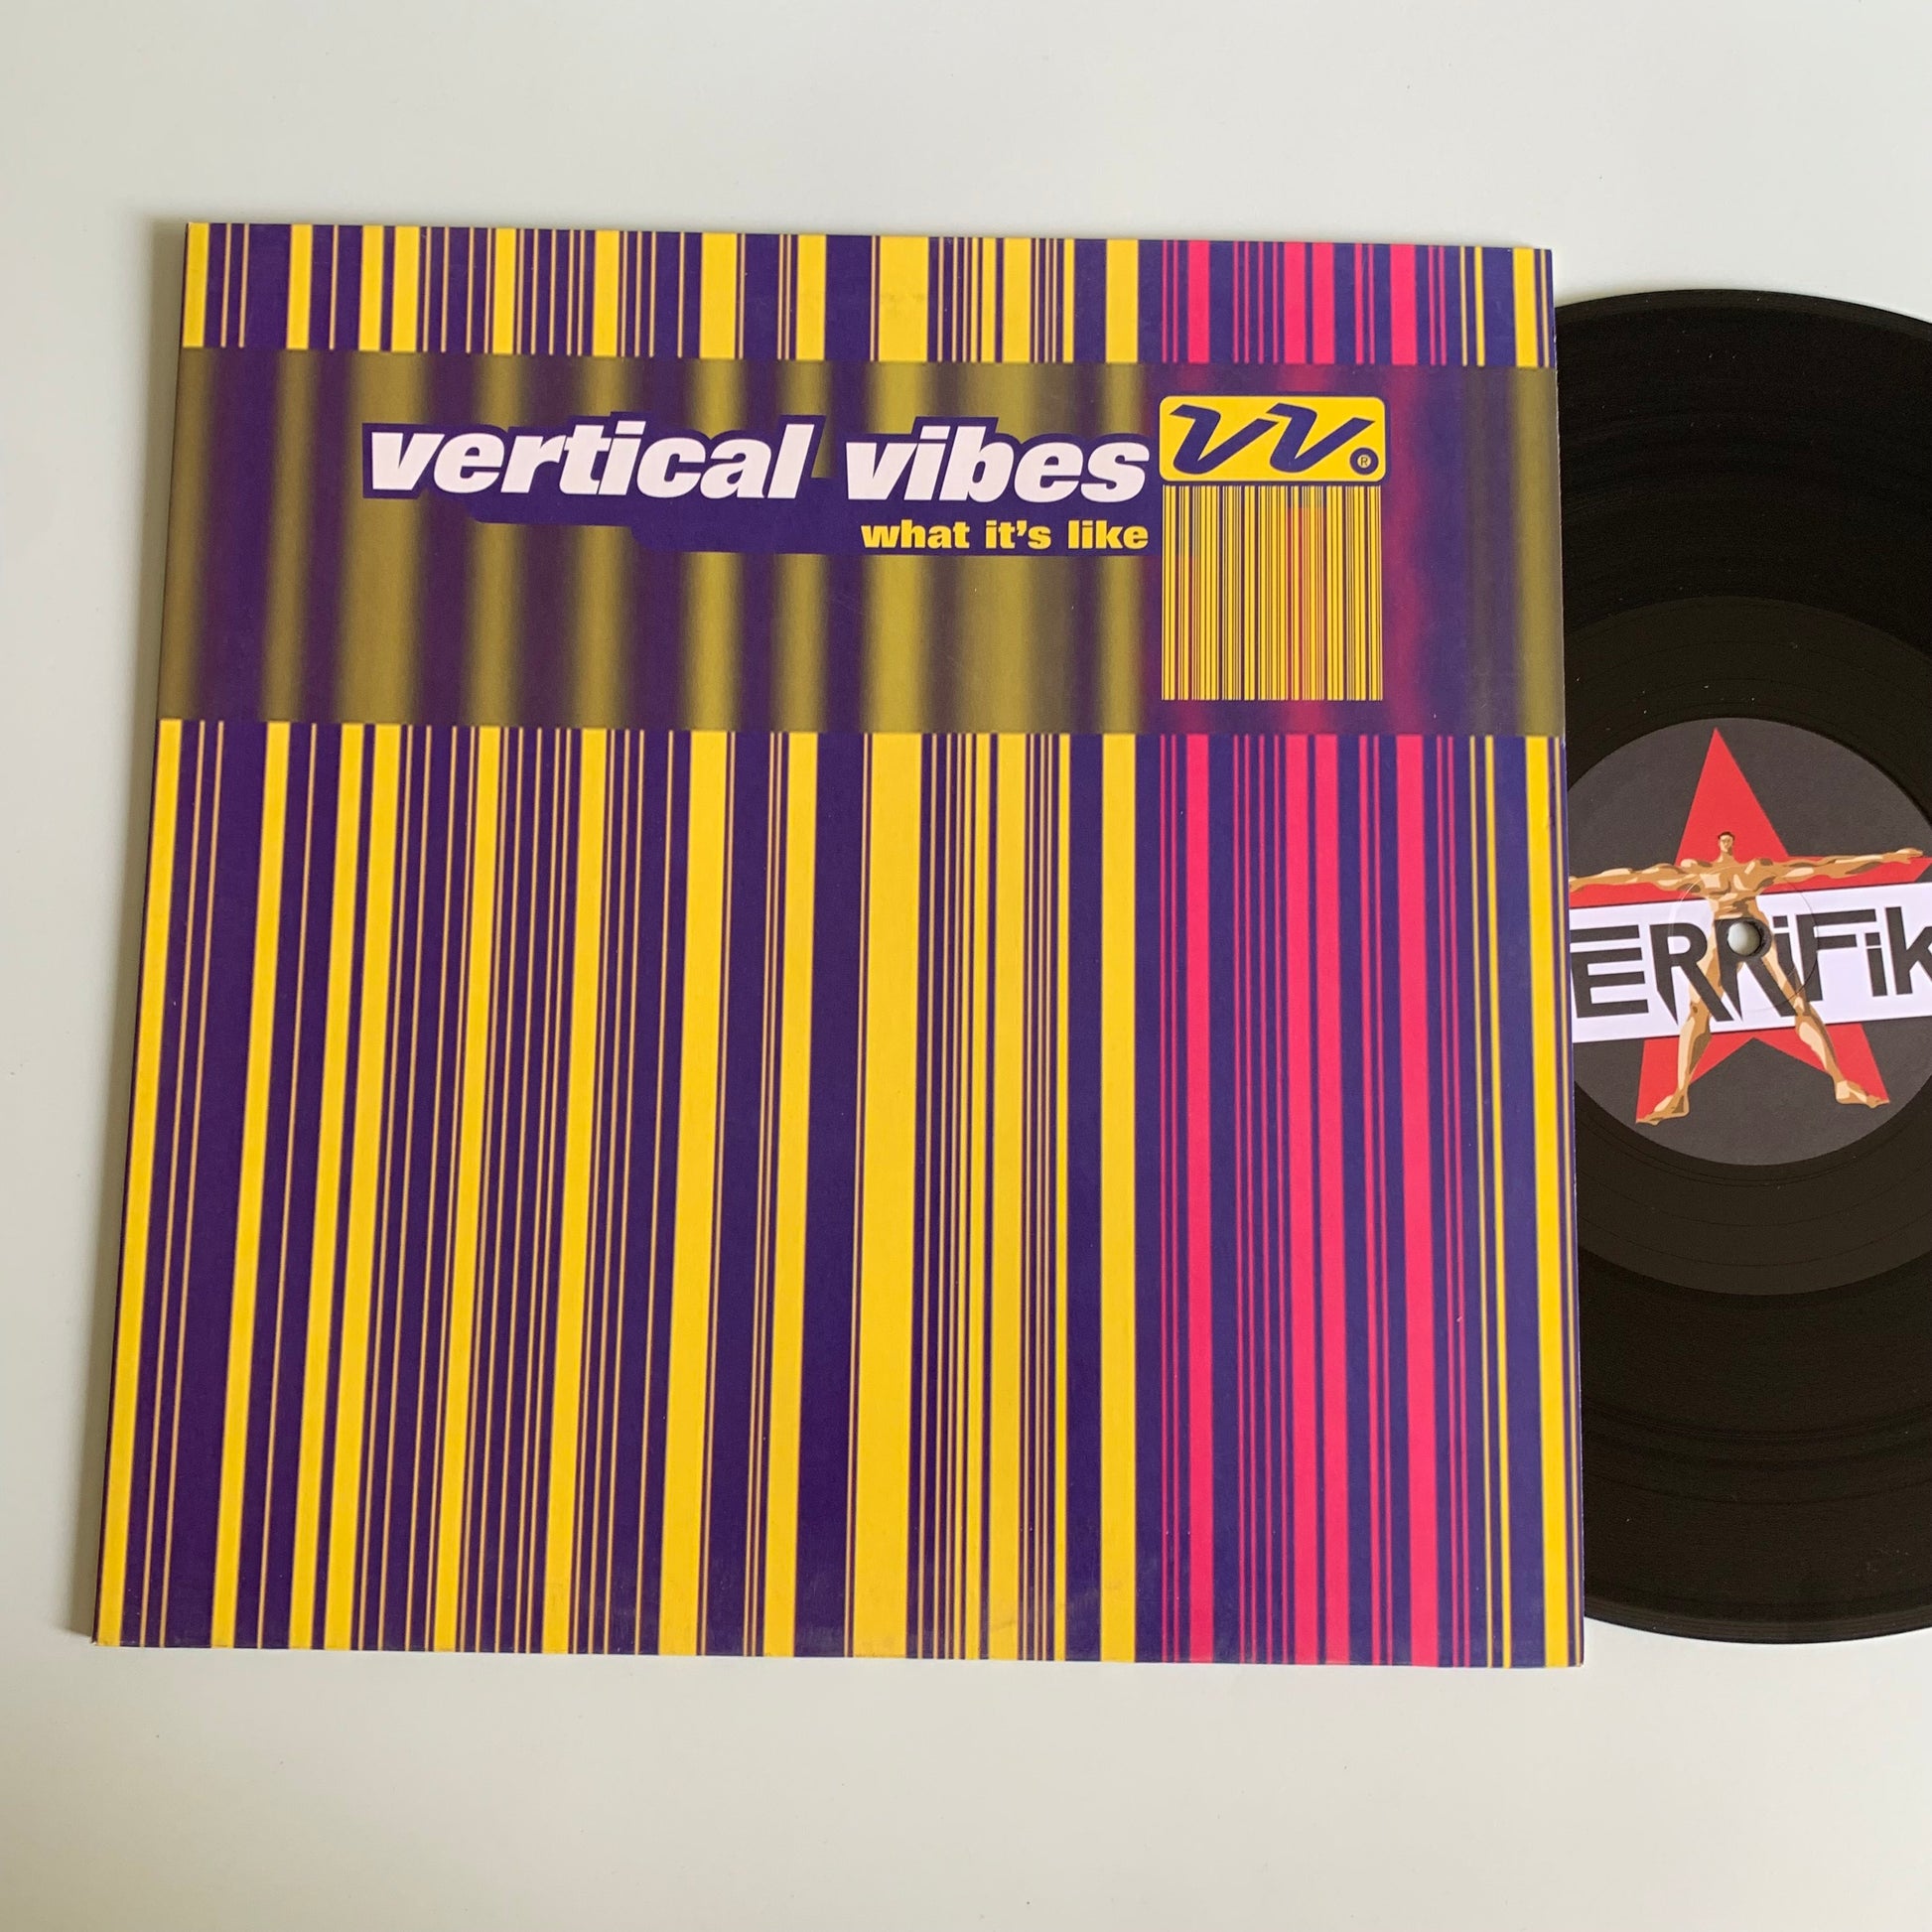 vertical vibes
vv.®
what it's like
ERRiFiK